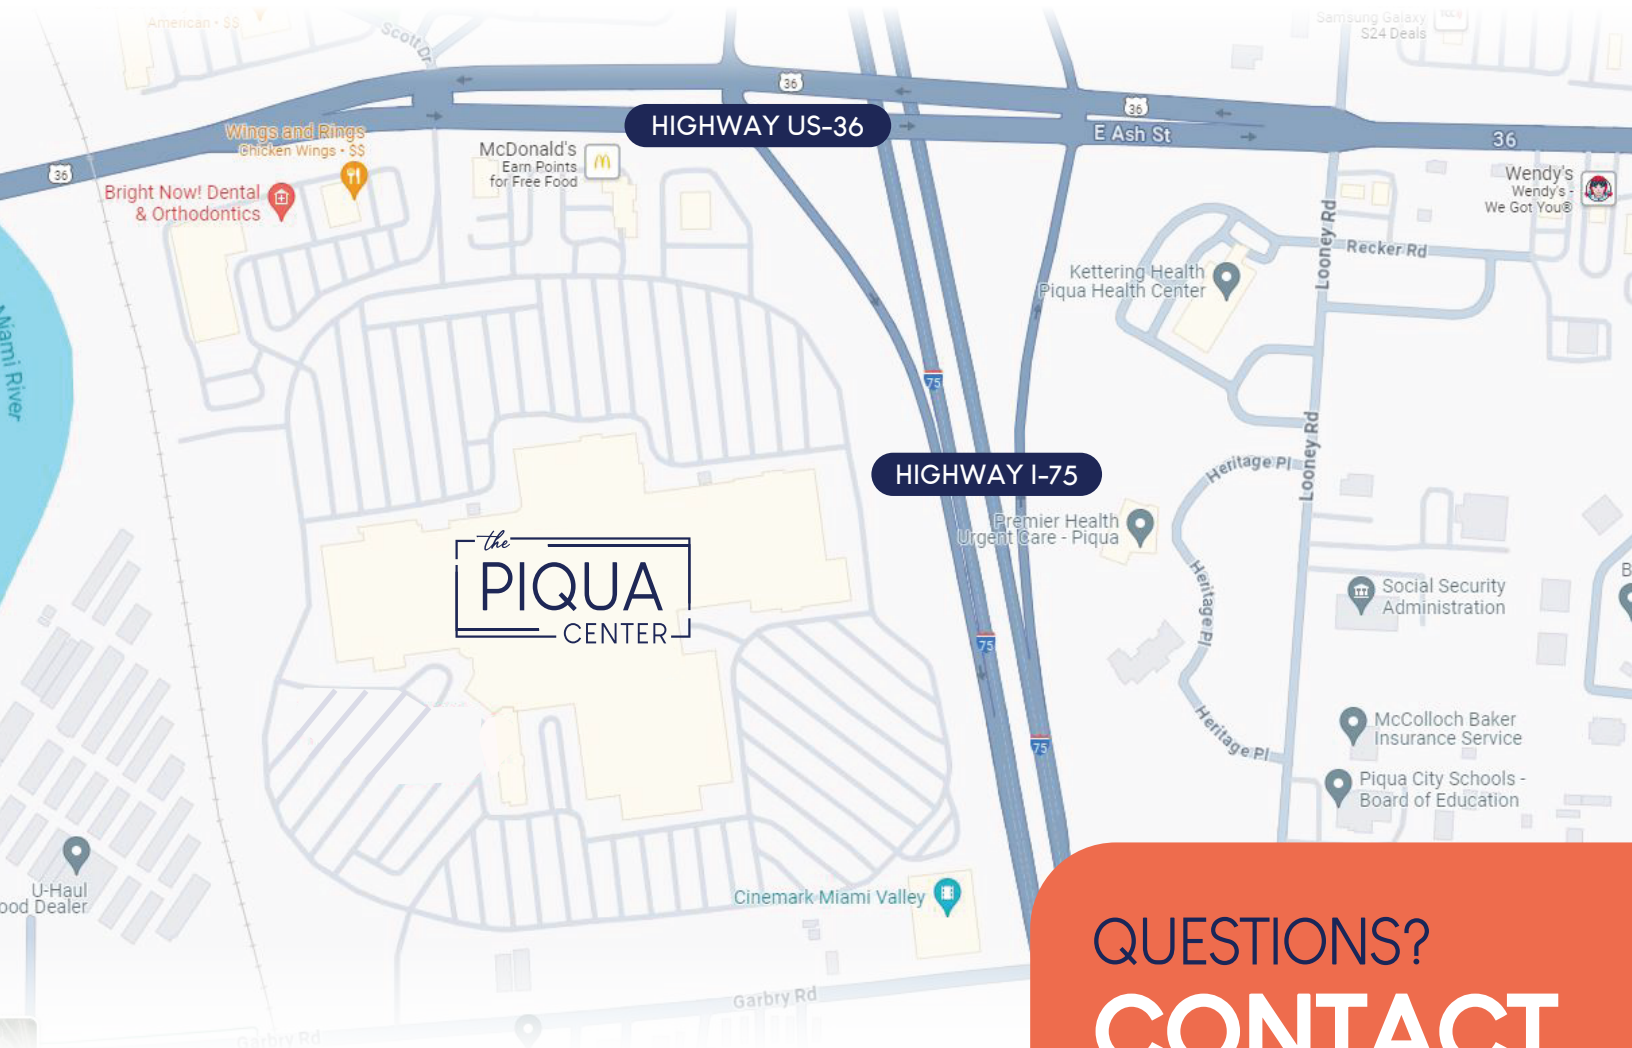 American • $$
Scott Dr
Samsung Galaxy
S24 Deals
36
36
HIGHWAY US-36
E Ash St
36
36
Wings and Rings
Chicken Wings • $$
McDonald's
Earn Points
for Free Food
Bright Now! Dental
& Orthodontics
Wendy's
Wendy's -
We Got You®
Looney Rd
Recker Rd
Kettering Health
Piqua Health Center
Miami River
75
Looney Rd
Heritage Pl
HIGHWAY I-75
Premier Health
Urgent Care - Piqua
the
PIQUA
CENTER
Heritage Pl
Social Security
Administration
75
Heritage Pl
McColloch Baker
Insurance Service
75
Piqua City Schools -
Board of Education
U-Haul
ood Dealer
Cinemark Miami Valley
Garbry Rd
Garbry Rd
QUESTIONS?
CONTACT